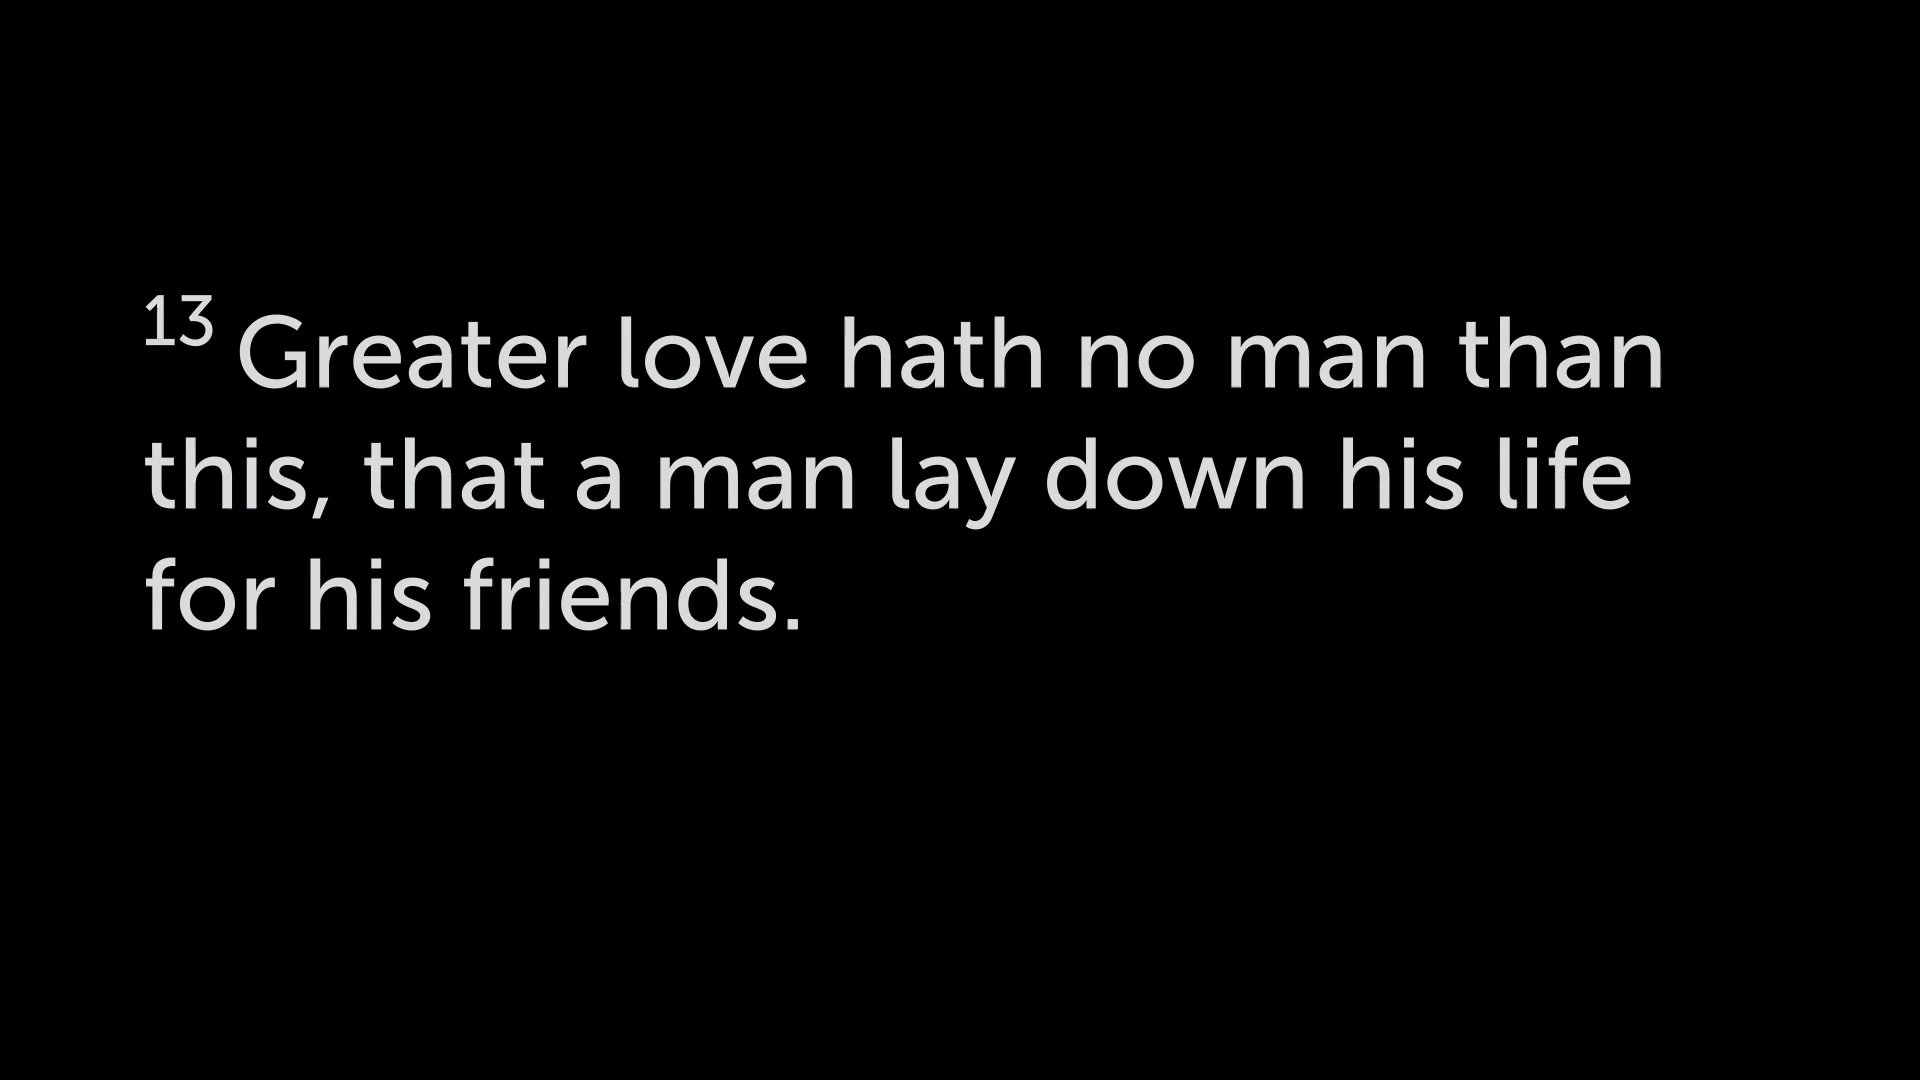 13 Greater love hath no man than
this, that a man lay down his life
for his friends.